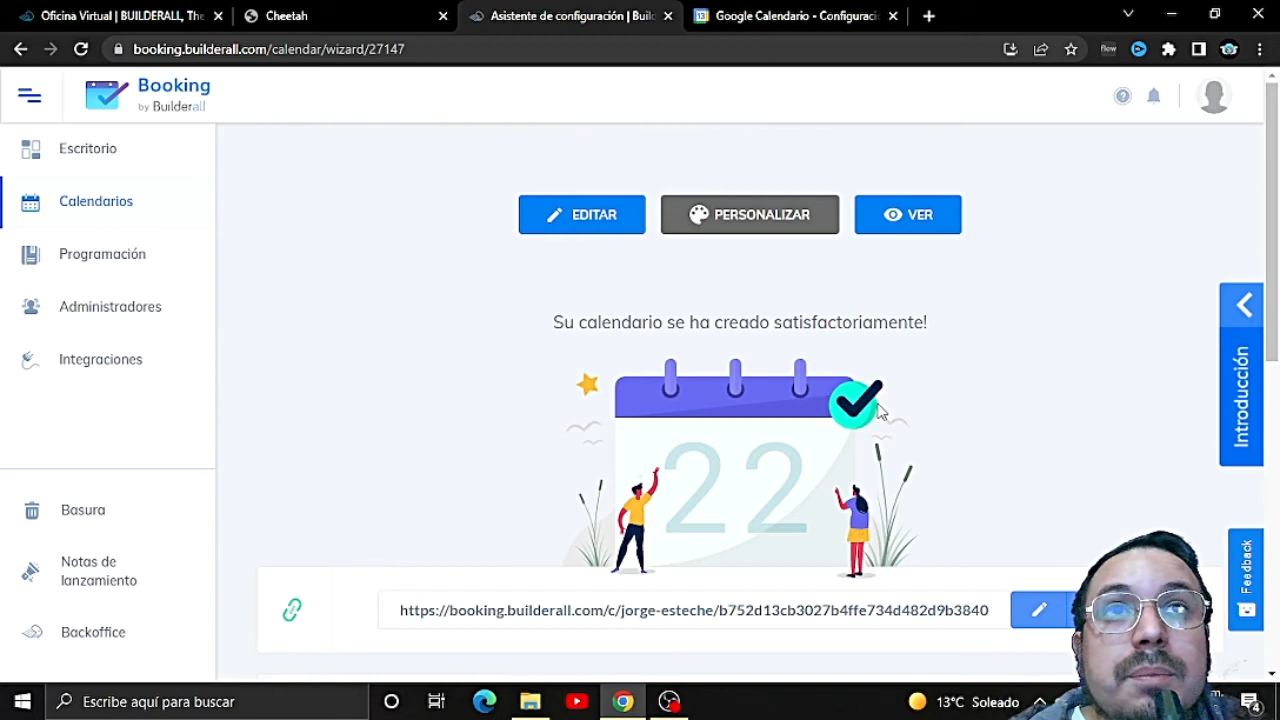 Oficina Virtual | BUILDERALL, The
Cheetah
Asistente de configuración | Buil
Google Calendario - Configuraci
booking.builderall.com/calendar/wizard/27147
flow
Booking
by Builderall
Escritorio
Calendarios
Programación
Administradores
Integraciones
Basura
Notas de
lanzamiento
Backoffice
EDITAR
PERSONALIZAR
VER
Su calendario se ha creado satisfactoriamente!
22
https://booking.builderall.com/c/jorge-esteche/b752d13cb3027b4ffe734d482d9b3840
Introducción
Feedback
Escribe aquí para buscar
13°C Soleado
4